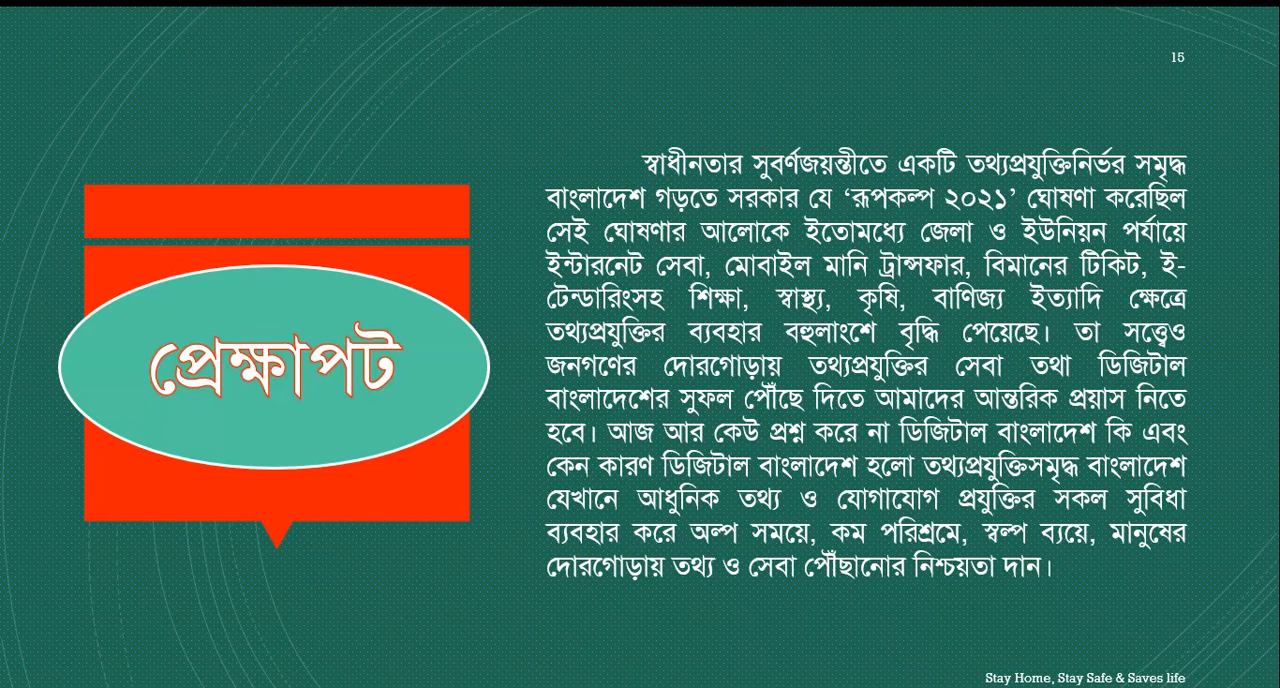 15
প্রেক্ষাপট
স্বাধীনতার সুবর্ণজয়ন্তীতে একটি তথ্যপ্রযুক্তিনির্ভর সমৃদ্ধ
বাংলাদেশ গড়তে সরকার যে ‘রূপকল্প ২০২১’ ঘোষণা করেছিল
সেই ঘোষণার আলোকে ইতোমধ্যে জেলা ও ইউনিয়ন পর্যায়ে
ইন্টারনেট সেবা, মোবাইল মানি ট্রান্সফার, বিমানের টিকিট, ই-
টেন্ডারিংসহ শিক্ষা, স্বাস্থ্য, কৃষি, বাণিজ্য ইত্যাদি ক্ষেত্রে
তথ্যপ্রযুক্তির ব্যবহার বহুলাংশে বৃদ্ধি পেয়েছে। তা সত্ত্বেও
জনগণের দোরগোড়ায় তথ্যপ্রযুক্তির সেবা তথা ডিজিটাল
বাংলাদেশের সুফল পৌঁছে দিতে আমাদের আন্তরিক প্রয়াস নিতে
হবে। আজ আর কেউ প্রশ্ন করে না ডিজিটাল বাংলাদেশ কি এবং
কেন কারণ ডিজিটাল বাংলাদেশ হলো তথ্যপ্রযুক্তিসমৃদ্ধ বাংলাদেশ
যেখানে আধুনিক তথ্য ও যোগাযোগ প্রযুক্তির সকল সুবিধা
ব্যবহার করে অল্প সময়ে, কম পরিশ্রমে, স্বল্প ব্যয়ে, মানুষের
দোরগোড়ায় তথ্য ও সেবা পৌঁছানোর নিশ্চয়তা দান।
Stay Home, Stay Safe & Saves life